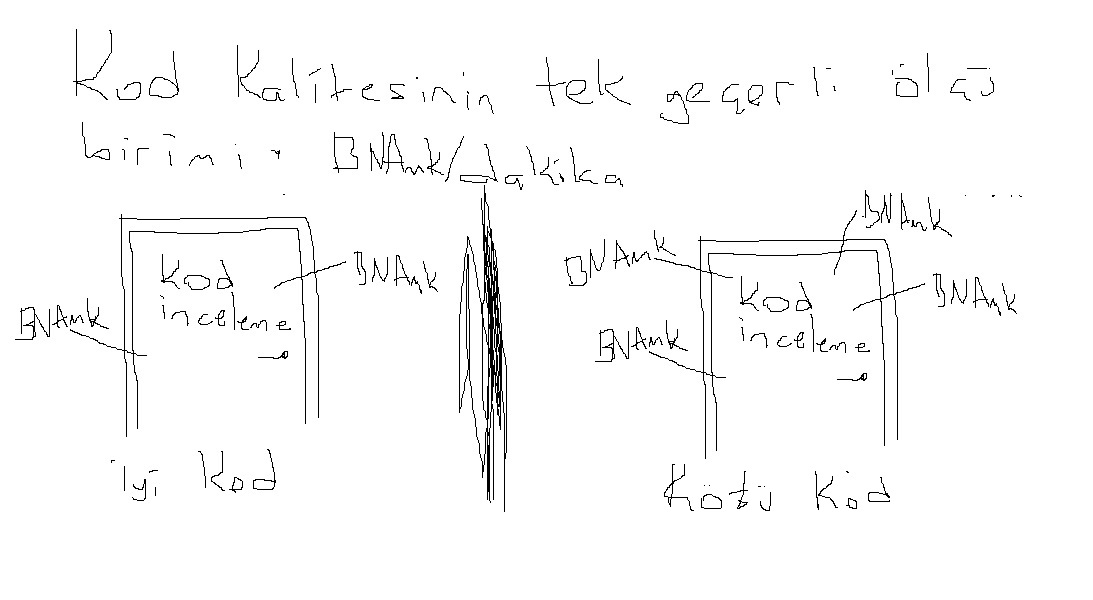 Kod Kalitesinin tek geçerli ölçü
birimi: BNAmk/dakika
BNAmk
Kod
inceleme
BNAmk
iyi Kod
BNAmk
BNAmk
BNAmk
Kod
inceleme
BNAmk
Kötü Kod